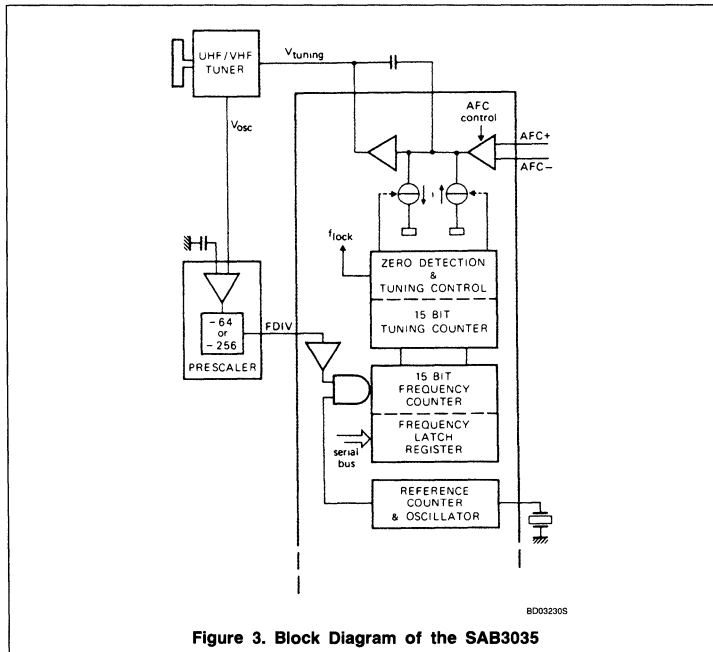 UHF/VHF
TUNER
Vtuning
Vosc
AFC
control
AFC+
AFC−
I
flock
ZERO DETECTION
&
TUNING CONTROL
15 BIT
TUNING COUNTER
FDIV
−64
or
−256
PRESCALER
15 BIT
FREQUENCY
COUNTER
FREQUENCY
LATCH
REGISTER
serial
bus
REFERENCE
COUNTER
& OSCILLATOR
BD03230S
Figure 3. Block Diagram of the SAB3035